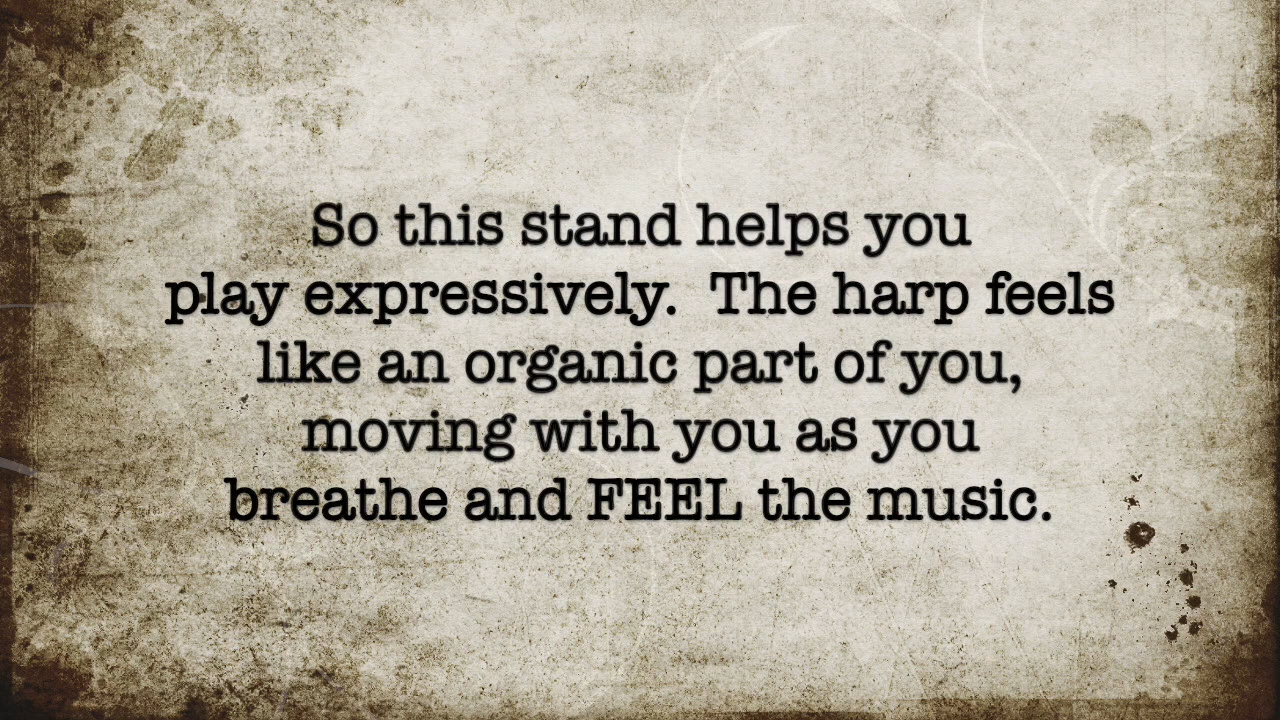 So this stand helps you
play expressively.  The harp feels
like an organic part of you,
moving with you as you
breathe and FEEL the music.